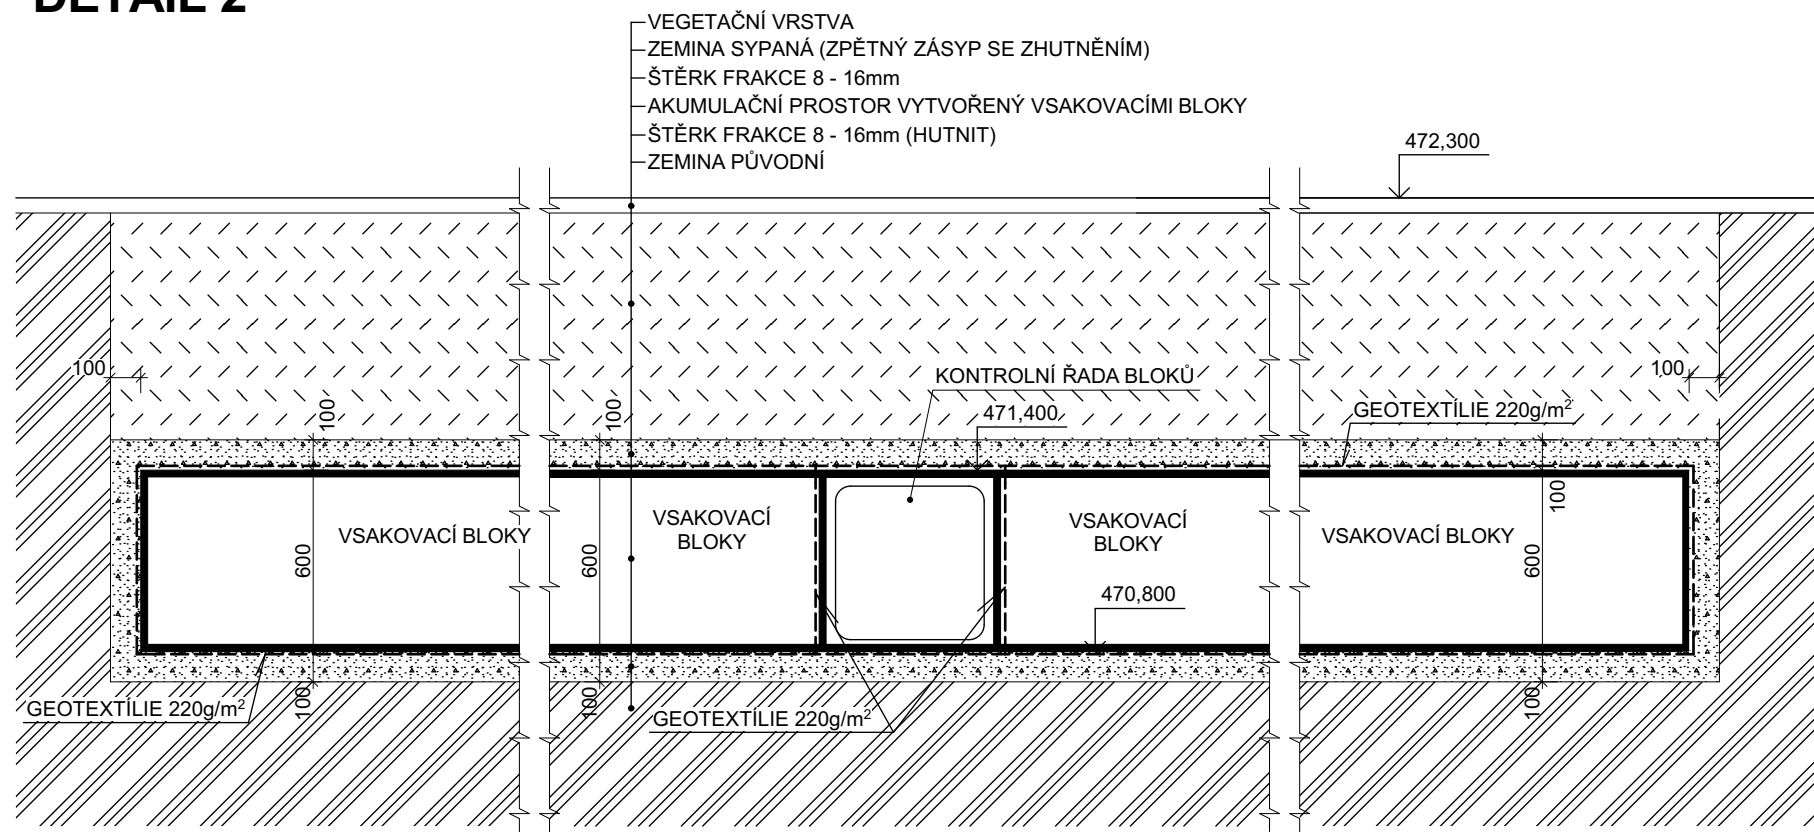 DETAIL 2
VEGETAČNÍ VRSTVA
ZEMINA SYPANÁ (ZPĚTNÝ ZÁSYP SE ZHUTNĚNÍM)
ŠTĚRK FRAKCE 8 - 16mm
AKUMULAČNÍ PROSTOR VYTVOŘENÝ VSAKOVACÍMI BLOKY
ŠTĚRK FRAKCE 8 - 16mm (HUTNIT)
ZEMINA PŮVODNÍ
472,300
100
100
KONTROLNÍ ŘADA BLOKŮ
100
100
471,400
GEOTEXTÍLIE 220g/m²
100
VSAKOVACÍ BLOKY
VSAKOVACÍ
BLOKY
VSAKOVACÍ
BLOKY
VSAKOVACÍ BLOKY
600
600
600
470,800
GEOTEXTÍLIE 220g/m²
100
100
GEOTEXTÍLIE 220g/m²
100